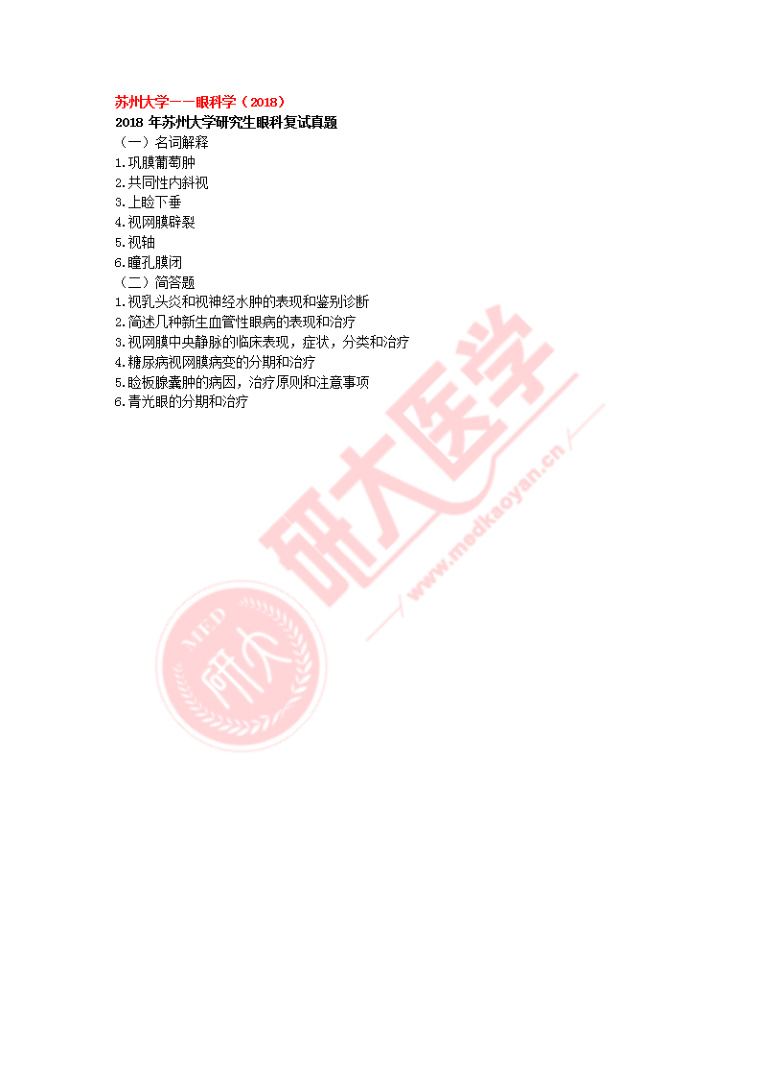 苏州大学——眼科学（2018）
2018 年苏州大学研究生眼科复试真题
（一）名词解释
1.巩膜葡萄肿
2.共同性内斜视
3.上睑下垂
4.视网膜辟裂
5.视轴
6.瞳孔膜闭
（二）简答题
1.视乳头炎和视神经水肿的表现和鉴别诊断
2.简述几种新生血管性眼病的表现和治疗
3.视网膜中央静脉的临床表现，症状，分类和治疗
4.糖尿病视网膜病变的分期和治疗
5.睑板腺囊肿的病因，治疗原则和注意事项
6.青光眼的分期和治疗
研大医学
www.medkaoyan.cn
MED
研大